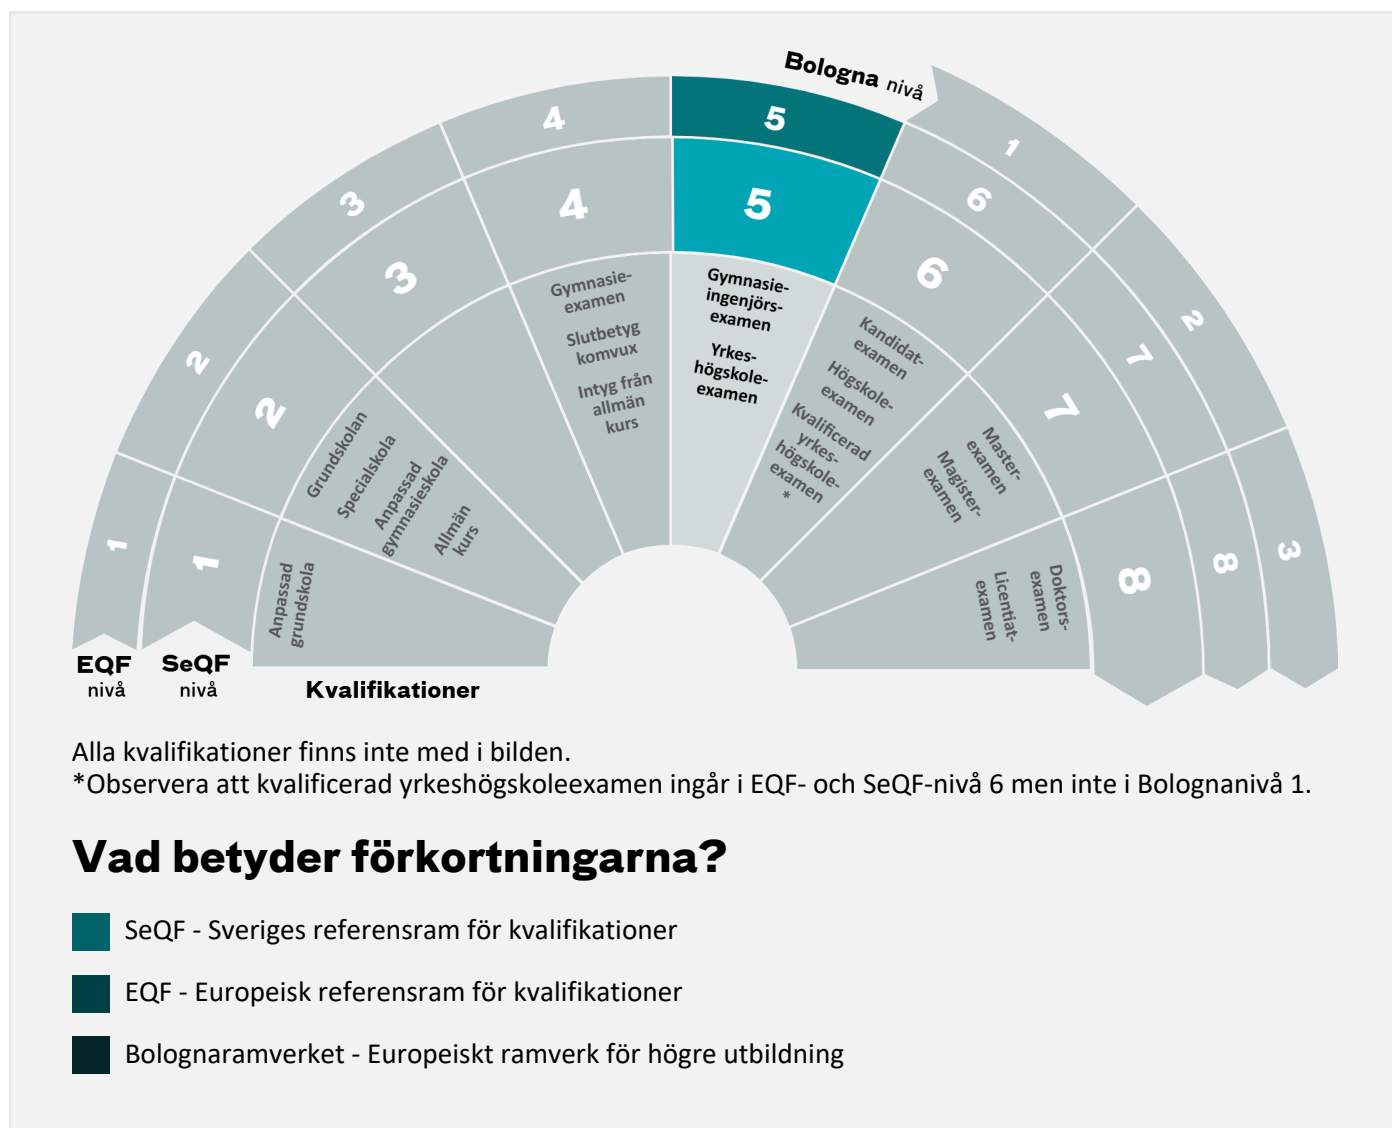 Bologna nivå
1
2
3
4
5
6
7
8
1
2
3
4
5
6
7
8
1
2
3
Anpassad
grundskola
Grundskolan
Specialskola
Anpassad
gymnasieskola
Allmän
kurs
Gymnasie-
examen
Slutbetyg
komvux
Intyg från
allmän
kurs
Gymnasie-
ingenjörs-
examen
Yrkes-
högskole-
examen
Kandidat-
examen
Högskole-
examen
Kvalificerad
yrkes-
högskole-
examen
*
Master-
examen
Magister-
examen
Doktors-
examen
Licentiat-
examen
EQF
nivå
SeQF
nivå
Kvalifikationer
Alla kvalifikationer finns inte med i bilden.
*Observera att kvalificerad yrkeshögskoleexamen ingår i EQF- och SeQF-nivå 6 men inte i Bolognanivå 1.
Vad betyder förkortningarna?
SeQF - Sveriges referensram för kvalifikationer
EQF - Europeisk referensram för kvalifikationer
Bolognaramverket - Europeiskt ramverk för högre utbildning